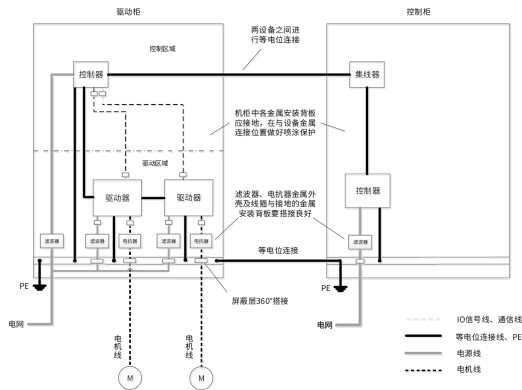 驱动柜
控制柜
两设备之间进
行等电位连接
控制区域
控制器
集线器
机柜中各金属安装背板
应接地，在与设备金属
连接位置做好喷涂保护
驱动区域
驱动器
驱动器
控制器
滤波器、电抗器金属外
壳及线箍与接地的金属
安装背板要搭接良好
滤波器
滤波器
电抗器
滤波器
电抗器
滤波器
等电位连接
PE
PE
屏蔽层360°搭接
电网
电网
电机线
电机线
M
M
IO信号线、通信线
等电位连接线、PE
电源线
电机线